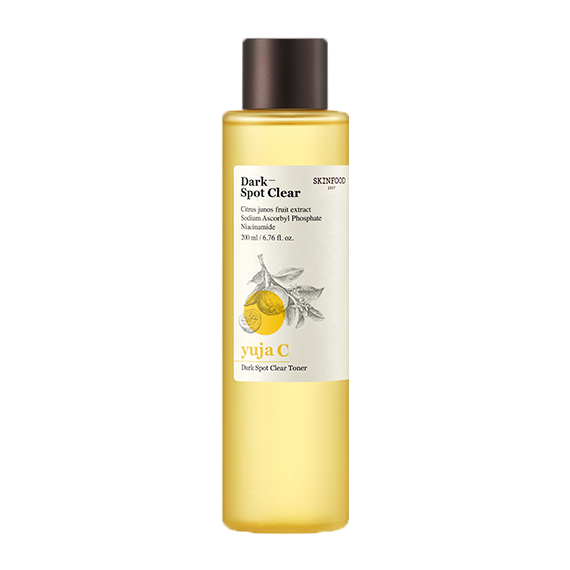 Dark—
Spot Clear
SKINFOOD
1957
Citrus junos fruit extract
Sodium Ascorbyl Phosphate
Niacinamide
200 ml / 6.76 fl. oz.
yuja C
Dark Spot Clear Toner